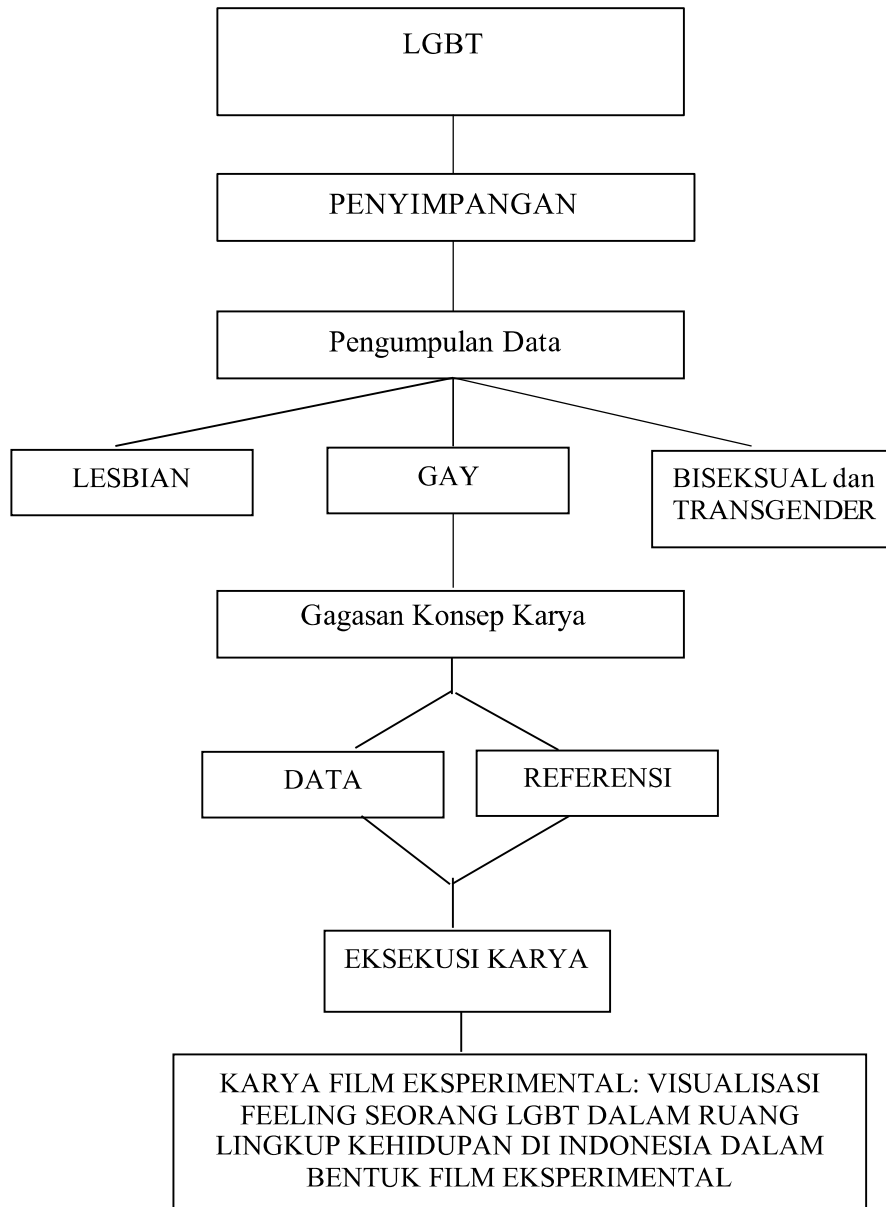 LGBT
PENYIMPANGAN
Pengumpulan Data
LESBIAN
GAY
BISEKSUAL dan
TRANSGENDER
Gagasan Konsep Karya
DATA
REFERENSI
EKSEKUSI KARYA
KARYA FILM EKSPERIMENTAL: VISUALISASI
FEELING SEORANG LGBT DALAM RUANG
LINGKUP KEHIDUPAN DI INDONESIA DALAM
BENTUK FILM EKSPERIMENTAL